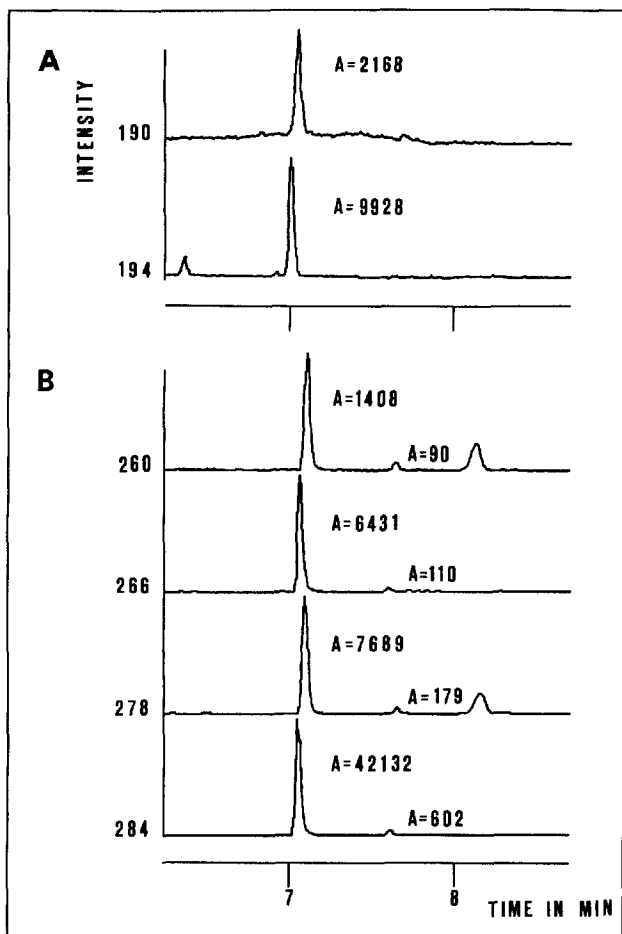 A
INTENSITY
A=2168
190
A=9928
194
B
A=1408
A=90
260
A=6431
A=110
266
A=7689
A=179
278
A=42132
A=602
284
7 8
TIME IN MIN